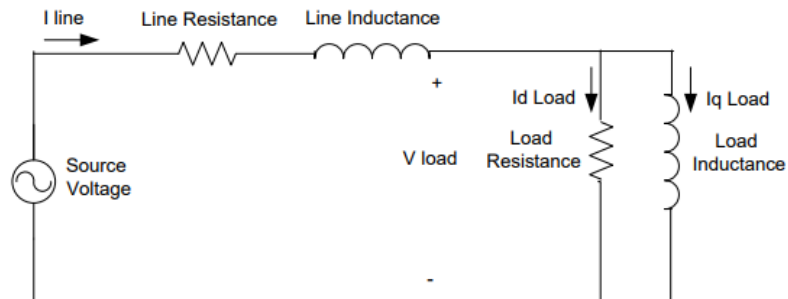 I line
Line Resistance
Line Inductance
+
Id Load
Iq Load
Load
Resistance
Load
Inductance
V load
Source
Voltage
-